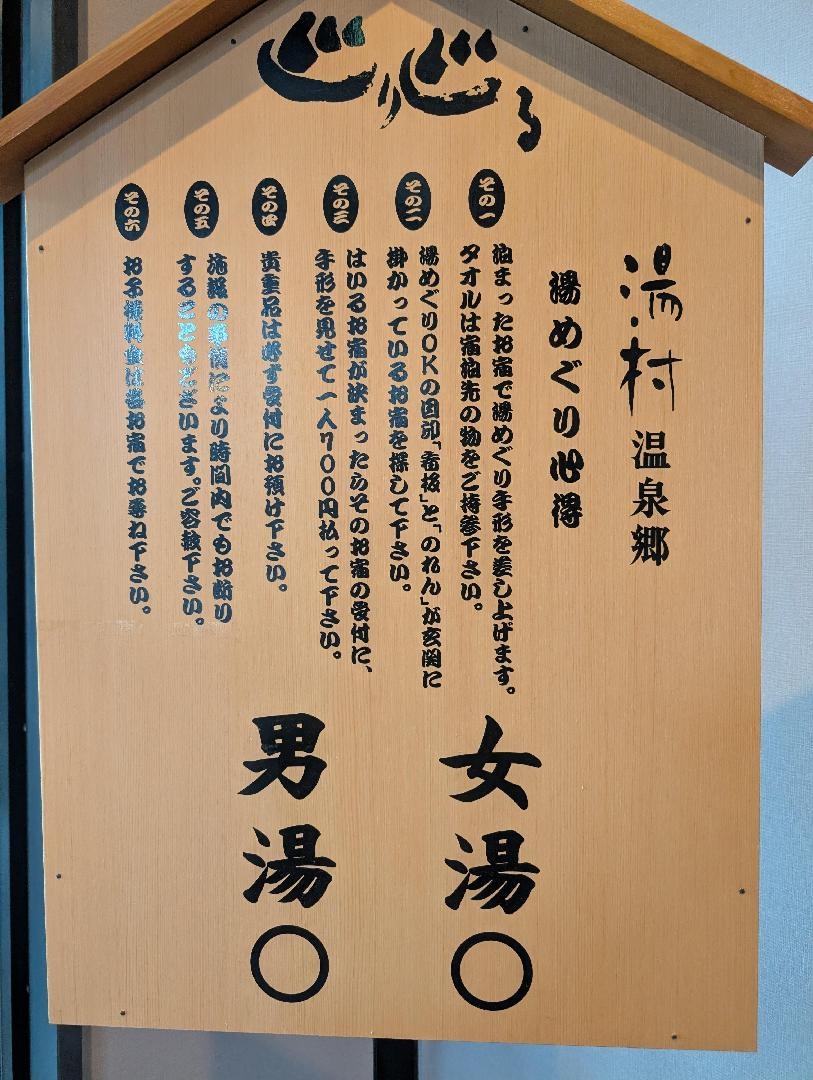 巡り巡る
湯村温泉郷
湯めぐり心得
その一
泊まったお宿で湯めぐり手形を差し上げます。
タオルは宿泊先の物をご持参下さい。
その二
湯めぐりOKの目印「看板」と「のれん」が玄関に
掛かっているお宿を探して下さい。
その三
はいるお宿が決まったらそのお宿の受付に、
手形を見せて一人700円払って下さい。
その四
貴重品は必ず受付にお預け下さい。
その五
施設の事情により時間内でもお断り
することもございます。ご容赦下さい。
その六
お子様料金は各お宿でお尋ね下さい。
女湯○
男湯○